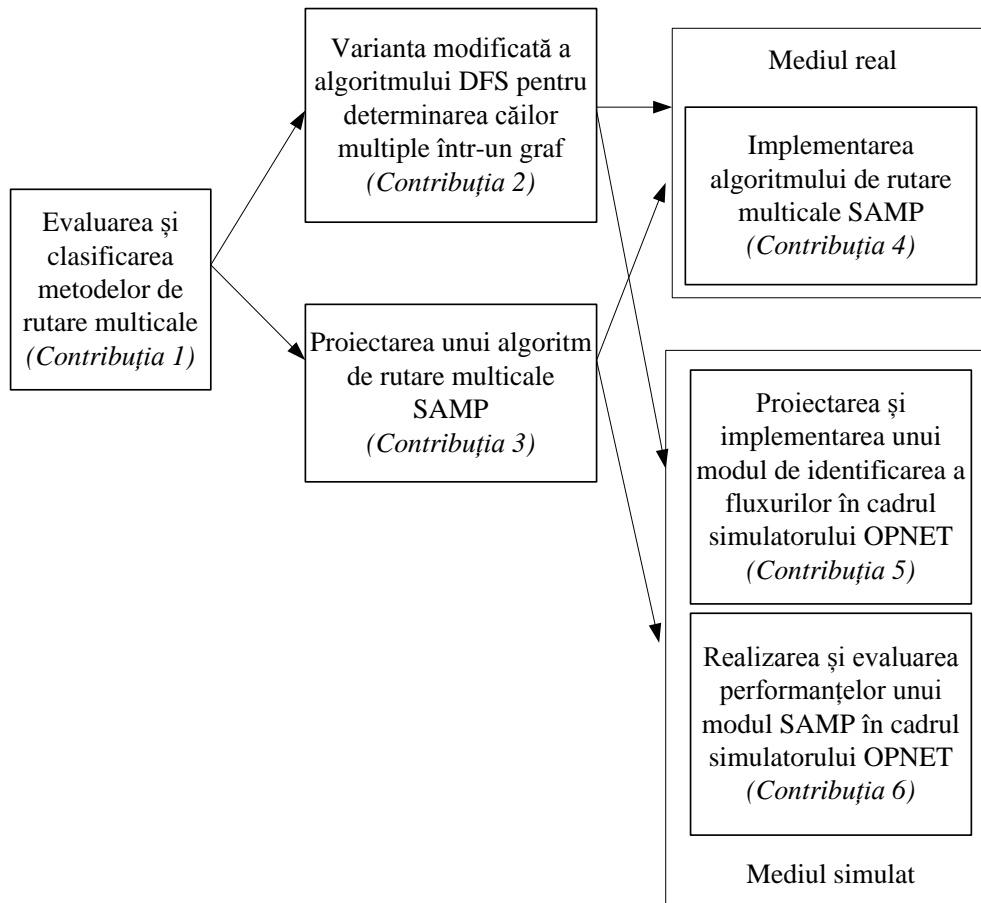 Evaluarea și
clasificarea
metodelor de
rutare multicale
(Contribuția 1)
Varianta modificată a
algoritmului DFS pentru
determinarea căilor
multiple într-un graf
(Contribuția 2)
Proiectarea unui algoritm
de rutare multicale
SAMP
(Contribuția 3)
Mediul real
Implementarea
algoritmului de rutare
multicale SAMP
(Contribuția 4)
Proiectarea și
implementarea unui
modul de identificarea a
fluxurilor în cadrul
simulatorului OPNET
(Contribuția 5)
Realizarea și evaluarea
performanțelor unui
modul SAMP în cadrul
simulatorului OPNET
(Contribuția 6)
Mediul simulat